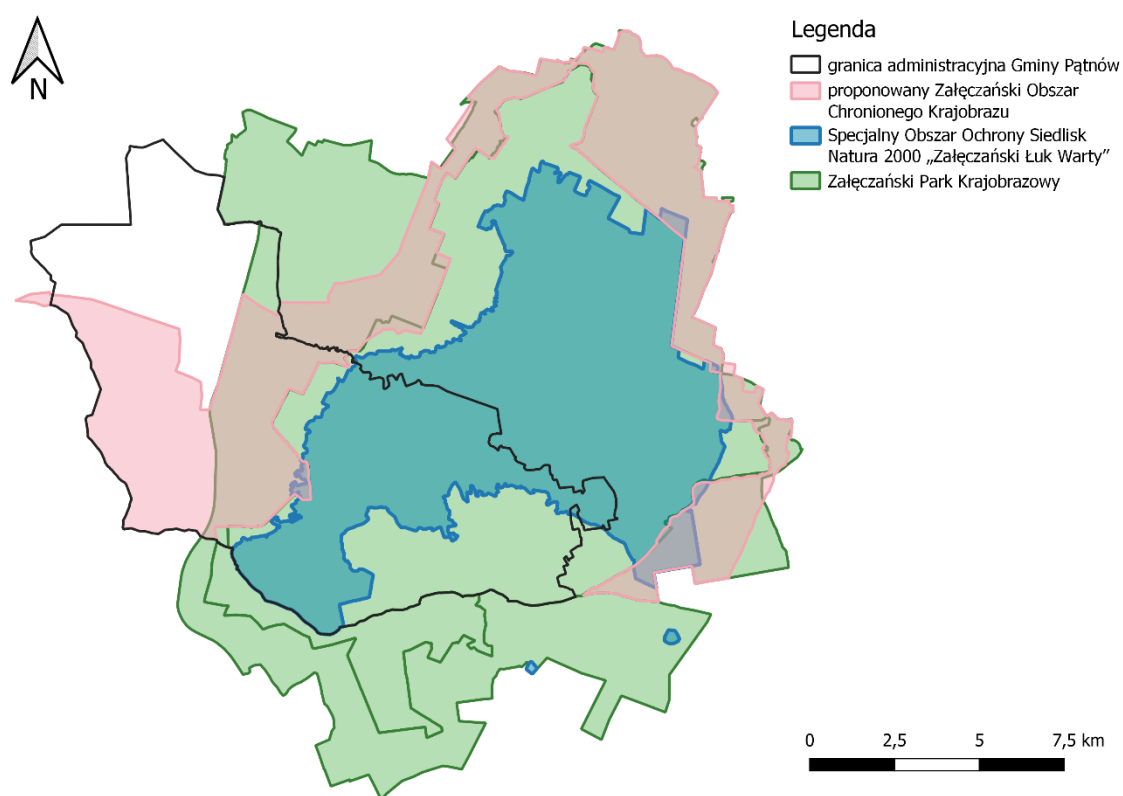 N
Legenda
granica administracyjna Gminy Pątnów
proponowany Załęczański Obszar
Chronionego Krajobrazu
Specjalny Obszar Ochrony Siedlisk
Natura 2000 „Załęczański Łuk Warty”
Załęczański Park Krajobrazowy
0 2,5 5 7,5 km